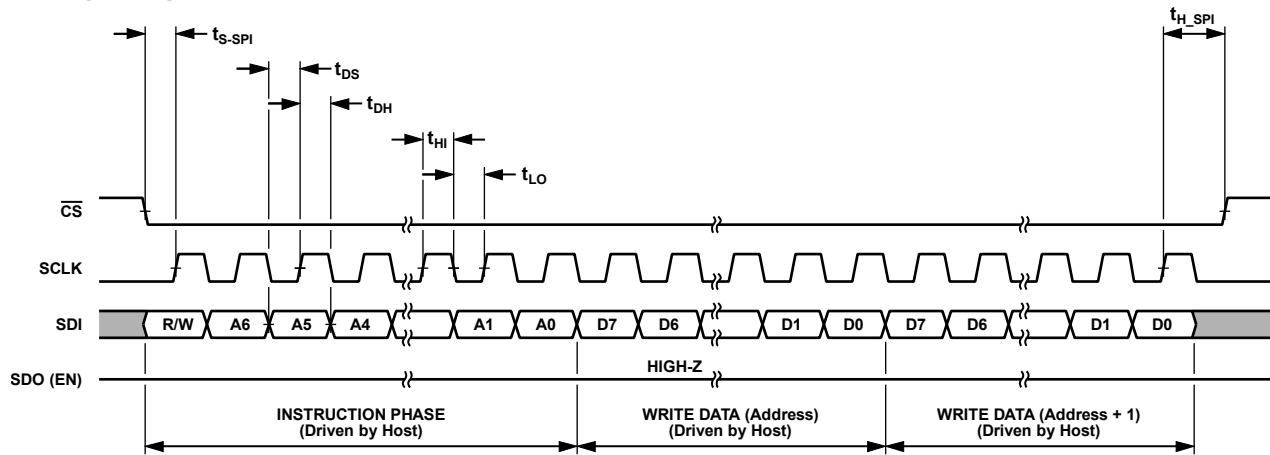 tS-SPI
tH_SPI
tDS
tDH
tHI
tLO
CS
SCLK
SDI R/W A6 A5 A4 A1 A0 D7 D6 D1 D0 D7 D6 D1 D0
SDO (EN) HIGH-Z
INSTRUCTION PHASE
(Driven by Host)
WRITE DATA (Address)
(Driven by Host)
WRITE DATA (Address + 1)
(Driven by Host)